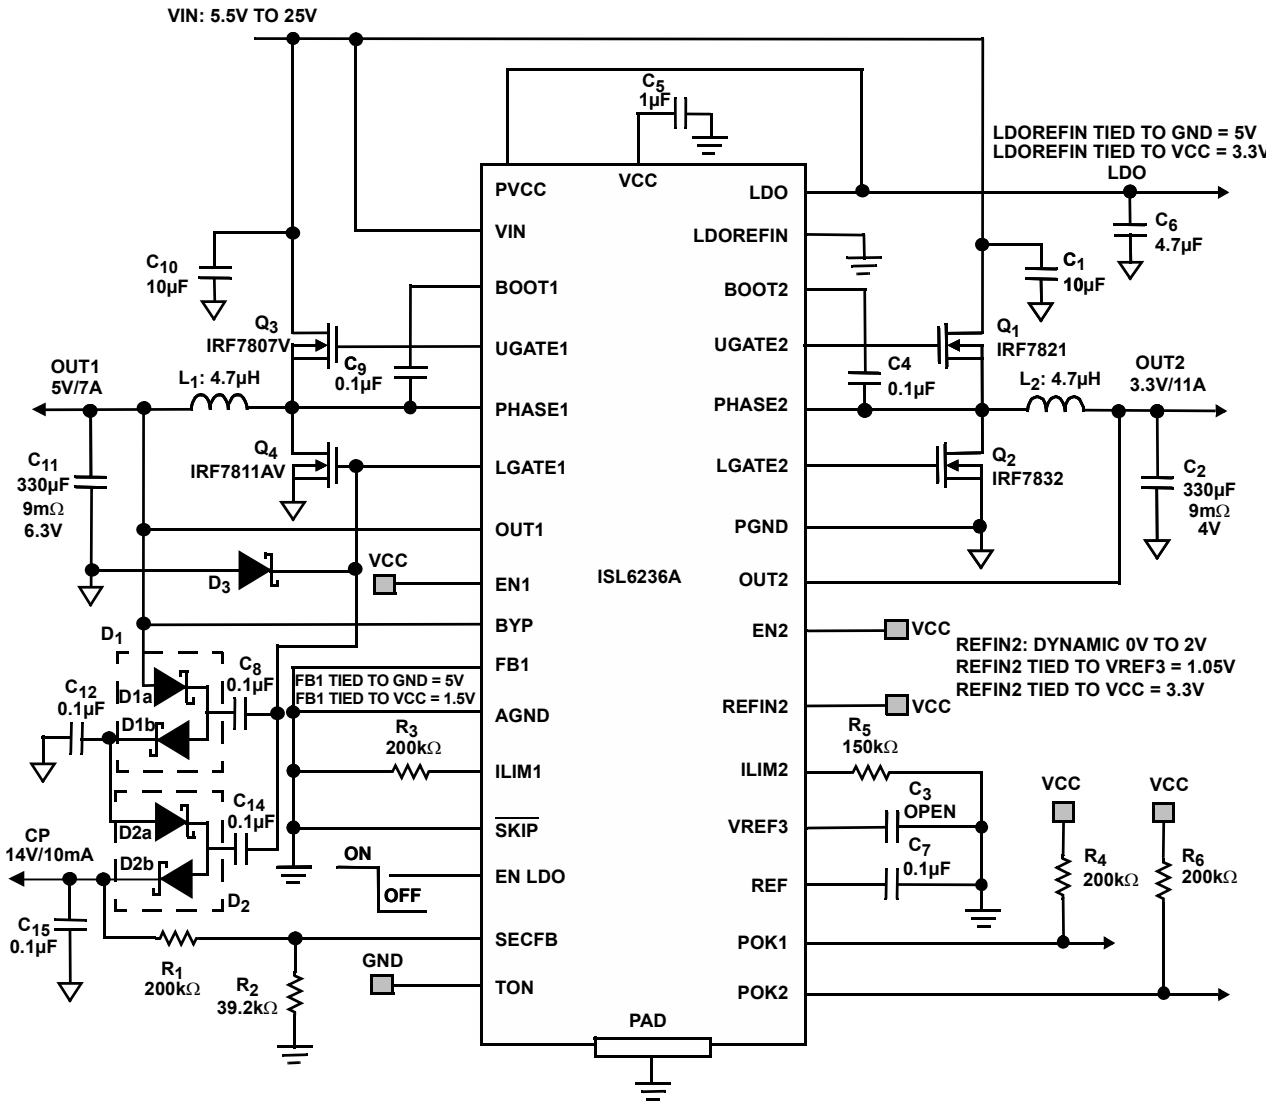 VIN: 5.5V TO 25V
C5
1µF
LDOREFIN TIED TO GND = 5V
LDOREFIN TIED TO VCC = 3.3V
LDO
PVCC
VCC
LDO
VIN
LDOREFIN
C6
4.7µF
C10
10µF
C1
10µF
BOOT1
BOOT2
Q3
IRF7807V
UGATE1
UGATE2
Q1
IRF7821
C9
0.1µF
C4
0.1µF
OUT1
5V/7A
L1: 4.7µH
L2: 4.7µH
OUT2
3.3V/11A
PHASE1
PHASE2
Q4
IRF7811AV
LGATE1
LGATE2
Q2
IRF7832
C11
330µF
9mΩ
6.3V
C2
330µF
9mΩ
4V
OUT1
PGND
VCC
D3
EN1
ISL6236A
OUT2
BYP
EN2
VCC
REFIN2: DYNAMIC 0V TO 2V
REFIN2 TIED TO VREF3 = 1.05V
REFIN2 TIED TO VCC = 3.3V
D1
FB1
C8
0.1µF
FB1 TIED TO GND = 5V
FB1 TIED TO VCC = 1.5V
C12
0.1µF
D1a
D1b
AGND
REFIN2
VCC
R3
200kΩ
R5
150kΩ
ILIM1
ILIM2
VCC
VCC
C14
0.1µF
C3
OPEN
CP
14V/10mA
D2a
D2b
SKIP
VREF3
ON
OFF
C7
0.1µF
R4
200kΩ
R6
200kΩ
EN LDO
REF
D2
C15
0.1µF
SECFB
POK1
R1
200kΩ
R2
39.2kΩ
GND
TON
POK2
PAD